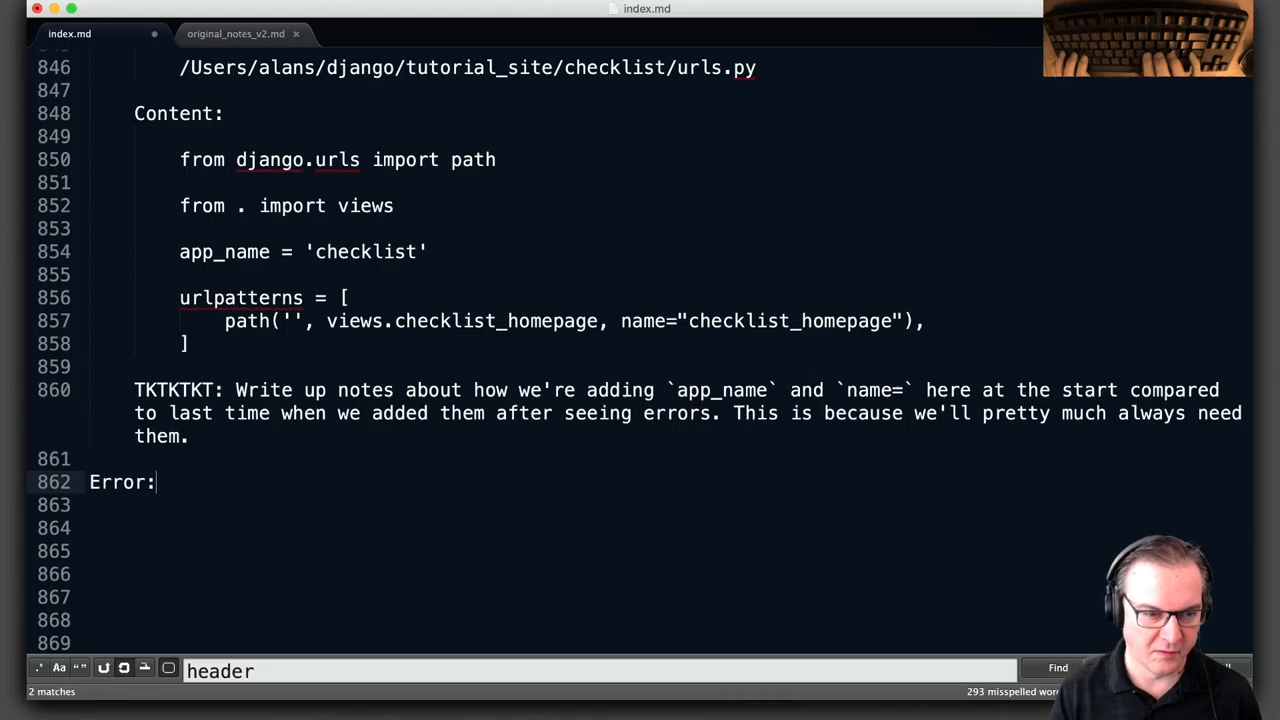 index.md
index.md
original_notes_v2.md ×
846 /Users/alans/django/tutorial_site/checklist/urls.py
847
848 Content:
849
850 from django.urls import path
851
852 from . import views
853
854 app_name = 'checklist'
855
856 urlpatterns = [
857 path('', views.checklist_homepage, name="checklist_homepage"),
858 ]
859
860 TKTKTKT: Write up notes about how we're adding `app_name` and `name=` here at the start compared
to last time when we added them after seeing errors. This is because we'll pretty much always need
them.
861
862 Error:
863
864
865
866
867
868
869
.* Aa “” header Find
2 matches 293 misspelled